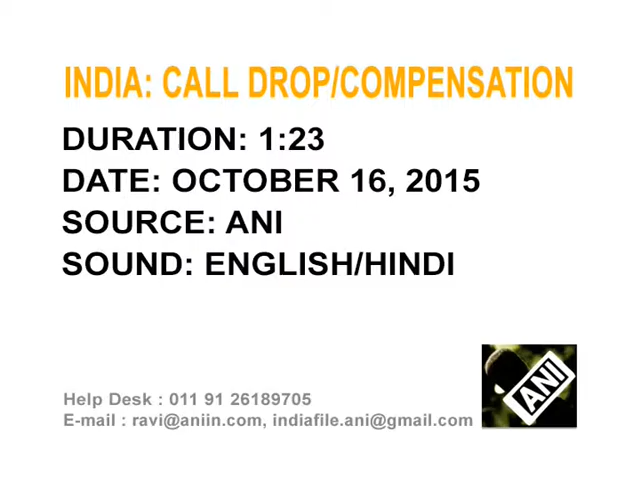 INDIA: CALL DROP/COMPENSATION
DURATION: 1:23
DATE: OCTOBER 16, 2015
SOURCE: ANI
SOUND: ENGLISH/HINDI
Help Desk : 011 91 26189705
E-mail : ravi@aniin.com, indiafile.ani@gmail.com
ANI